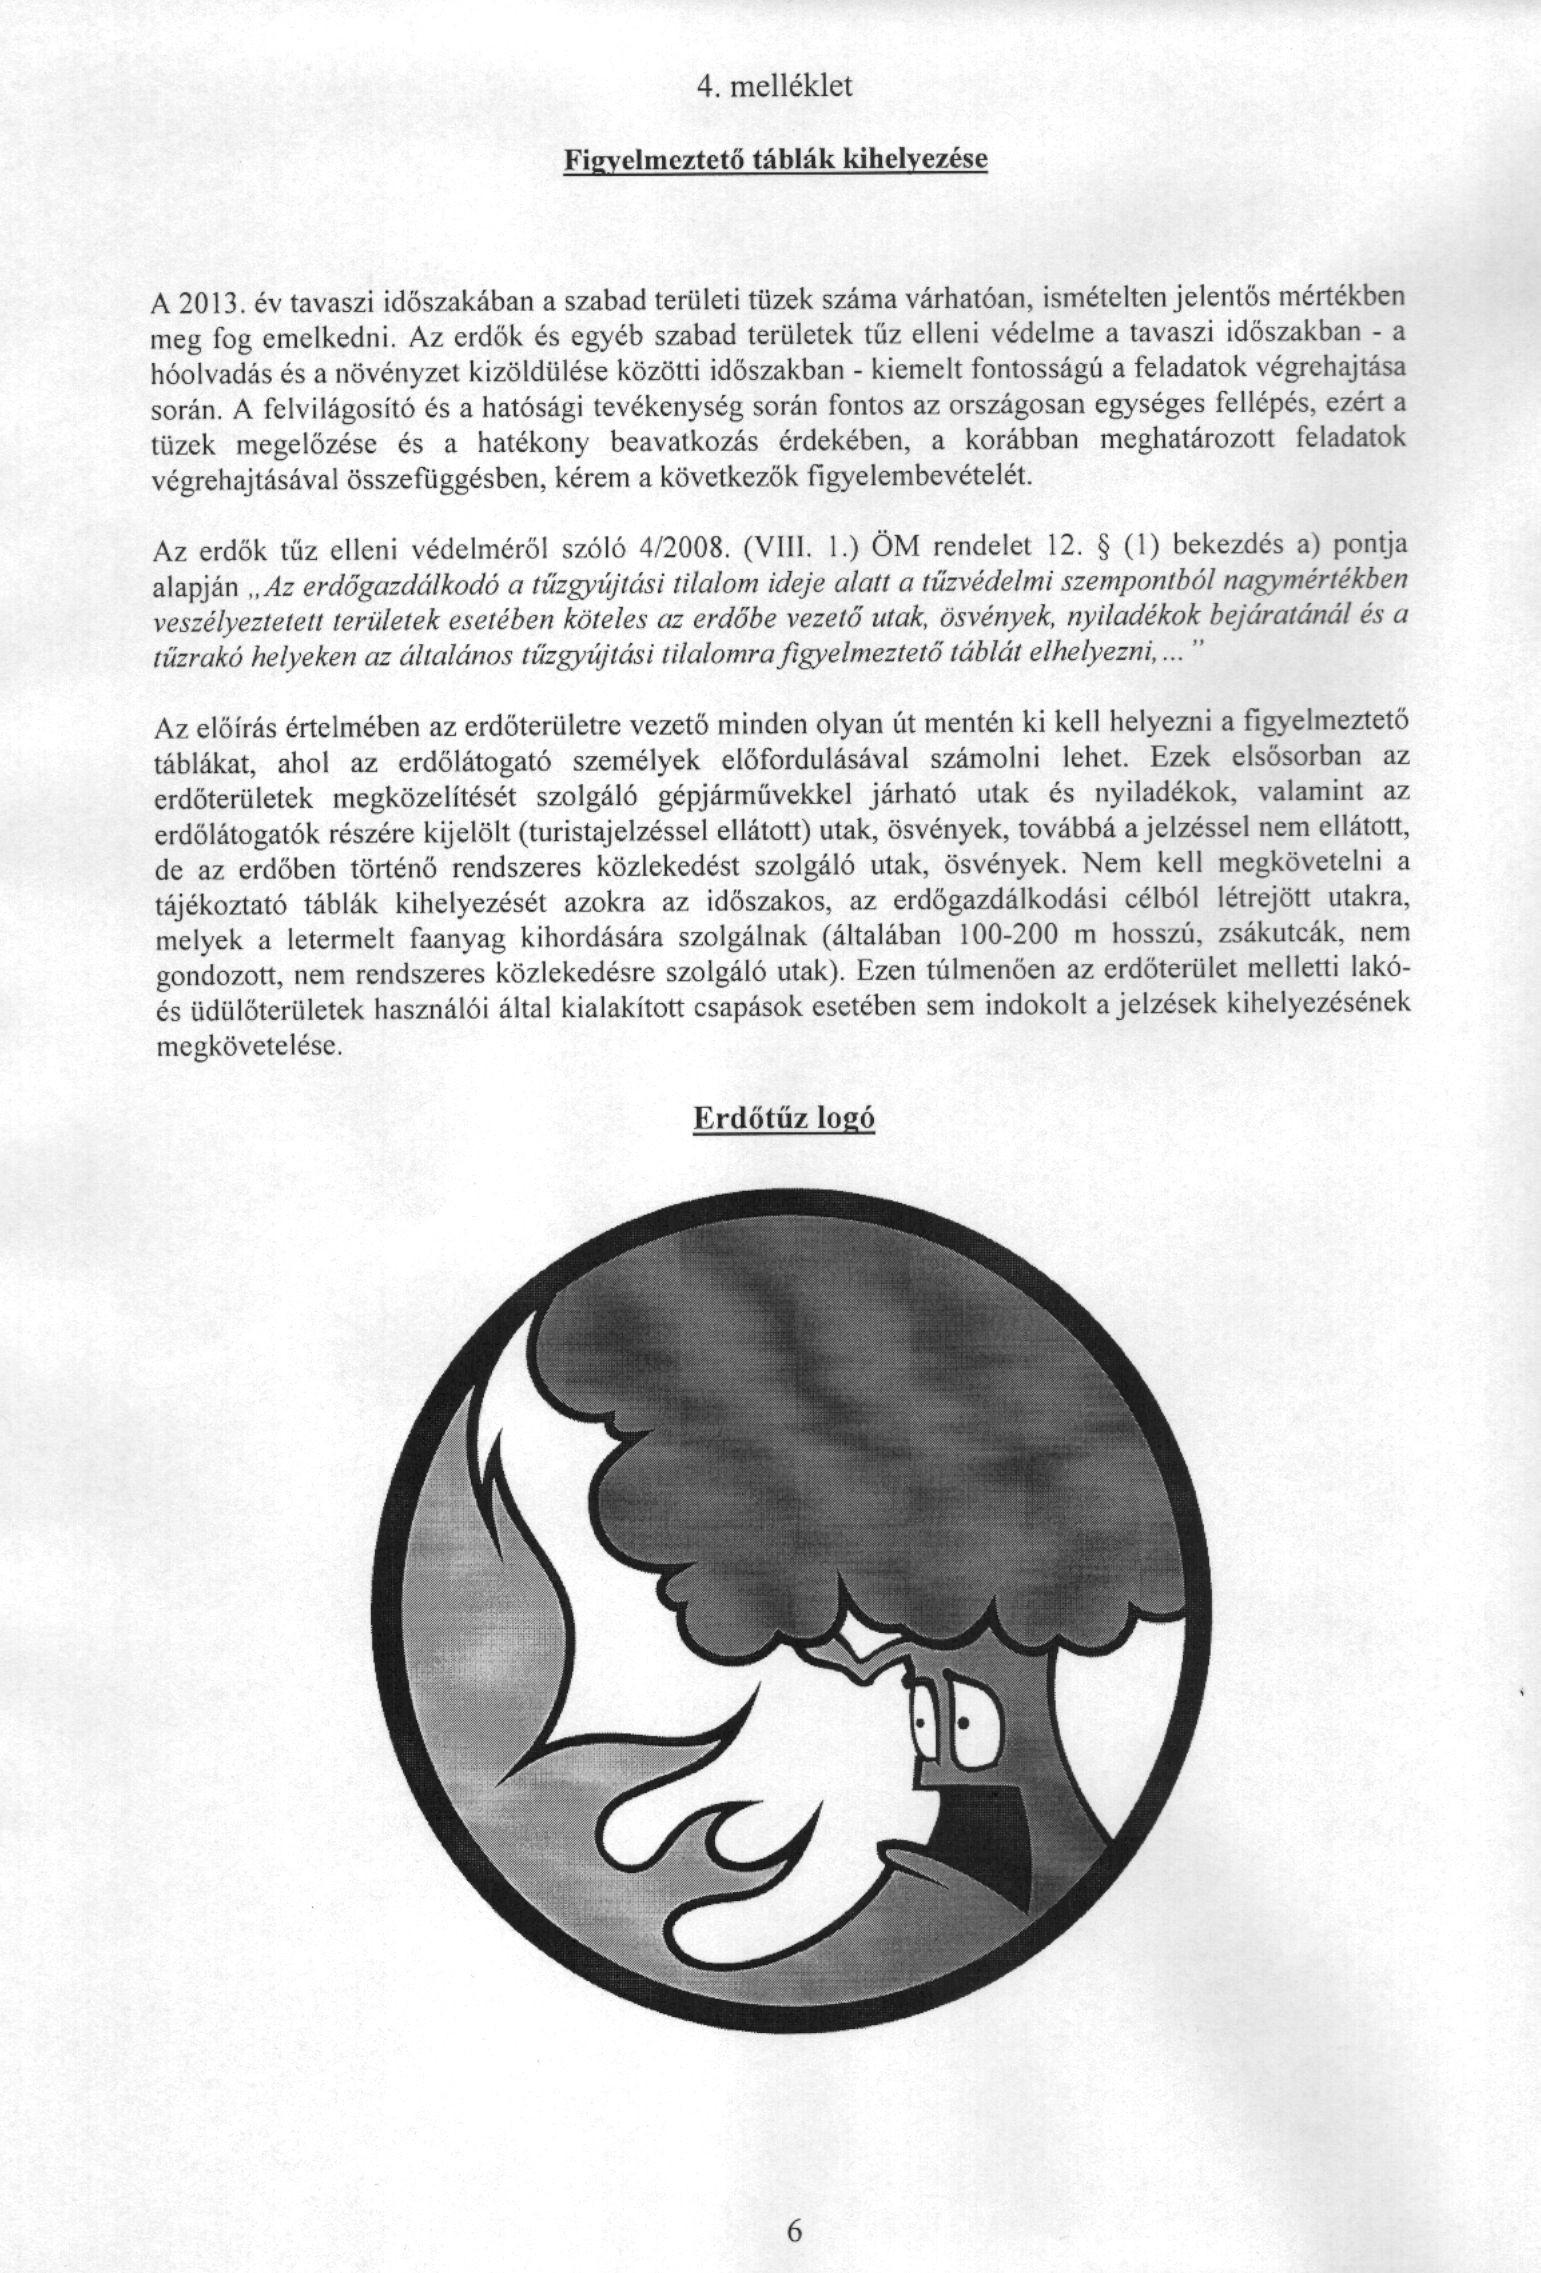 4. melléklet
Figyelmeztető táblák kihelyezése
A 2013. év tavaszi időszakában a szabad területi tüzek száma várhatóan, ismételten jelentős mértékben
meg fog emelkedni. Az erdők és egyéb szabad területek tűz elleni védelme a tavaszi időszakban - a
hóolvadás és a növényzet kizöldülése közötti időszakban - kiemelt fontosságú a feladatok végrehajtása
során. A felvilágosító és a hatósági tevékenység során fontos az országosan egységes fellépés, ezért a
tüzek megelőzése és a hatékony beavatkozás érdekében, a korábban meghatározott feladatok
végrehajtásával összefüggésben, kérem a következők figyelembevételét.
Az erdők tűz elleni védelméről szóló 4/2008. (VIII. 1.) ÖM rendelet 12. § (1) bekezdés a) pontja
alapján „Az erdőgazdálkodó a tűzgyújtási tilalom ideje alatt a tűzvédelmi szempontból nagymértékben
veszélyeztetett területek esetében köteles az erdőbe vezető utak, ösvények, nyiladékok bejáratánál és a
tűzrakó helyeken az általános tűzgyújtási tilalomra figyelmeztető táblát elhelyezni,... ”
Az előírás értelmében az erdőterületre vezető minden olyan út mentén ki kell helyezni a figyelmeztető
táblákat, ahol az erdőlátogató személyek előfordulásával számolni lehet. Ezek elsősorban az
erdőterületek megközelítését szolgáló gépjárművekkel járható utak és nyiladékok, valamint az
erdőlátogatók részére kijelölt (turistajelzéssel ellátott) utak, ösvények, továbbá a jelzéssel nem ellátott,
de az erdőben történő rendszeres közlekedést szolgáló utak, ösvények. Nem kell megkövetelni a
tájékoztató táblák kihelyezését azokra az időszakos, az erdőgazdálkodási célból létrejött utakra,
melyek a letermelt faanyag kihordására szolgálnak (általában 100-200 m hosszú, zsákutcák, nem
gondozott, nem rendszeres közlekedésre szolgáló utak). Ezen túlmenően az erdőterület melletti lakó-
és üdülőterületek használói által kialakított csapások esetében sem indokolt a jelzések kihelyezésének
megkövetelése.
Erdőtűz logó
6